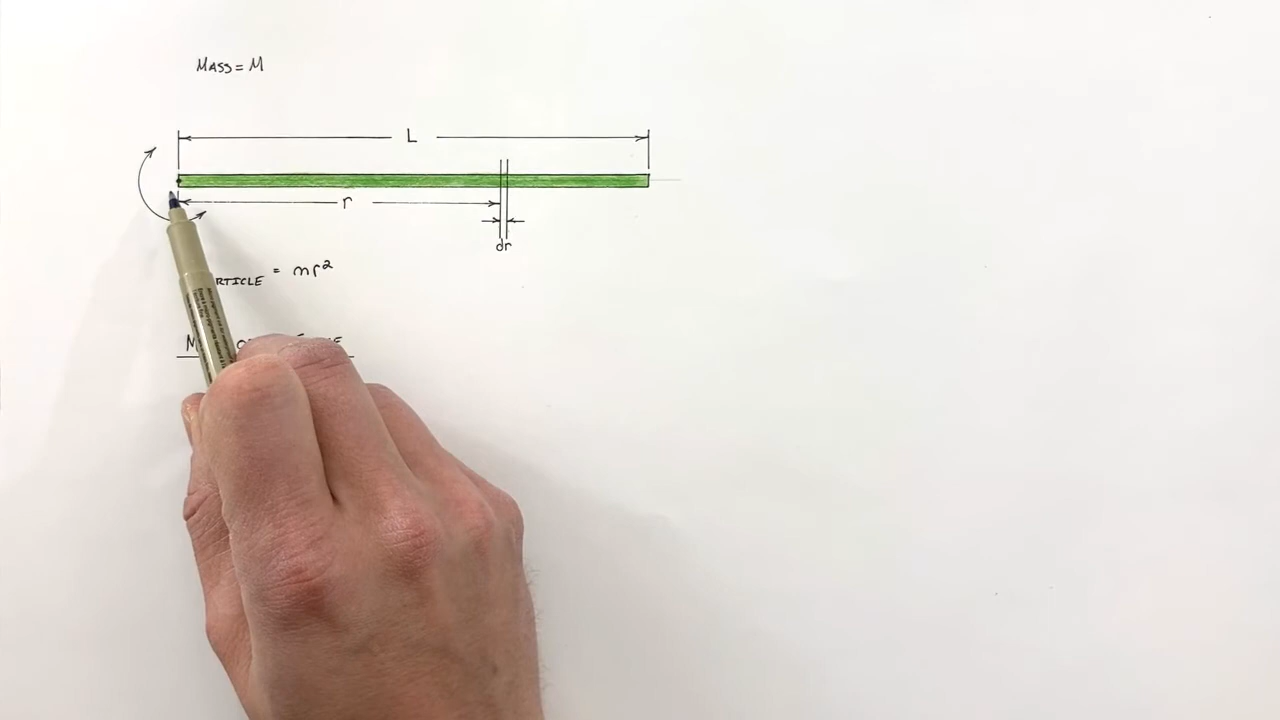 MASS = M
L
r
dr
RTICLE = mr²